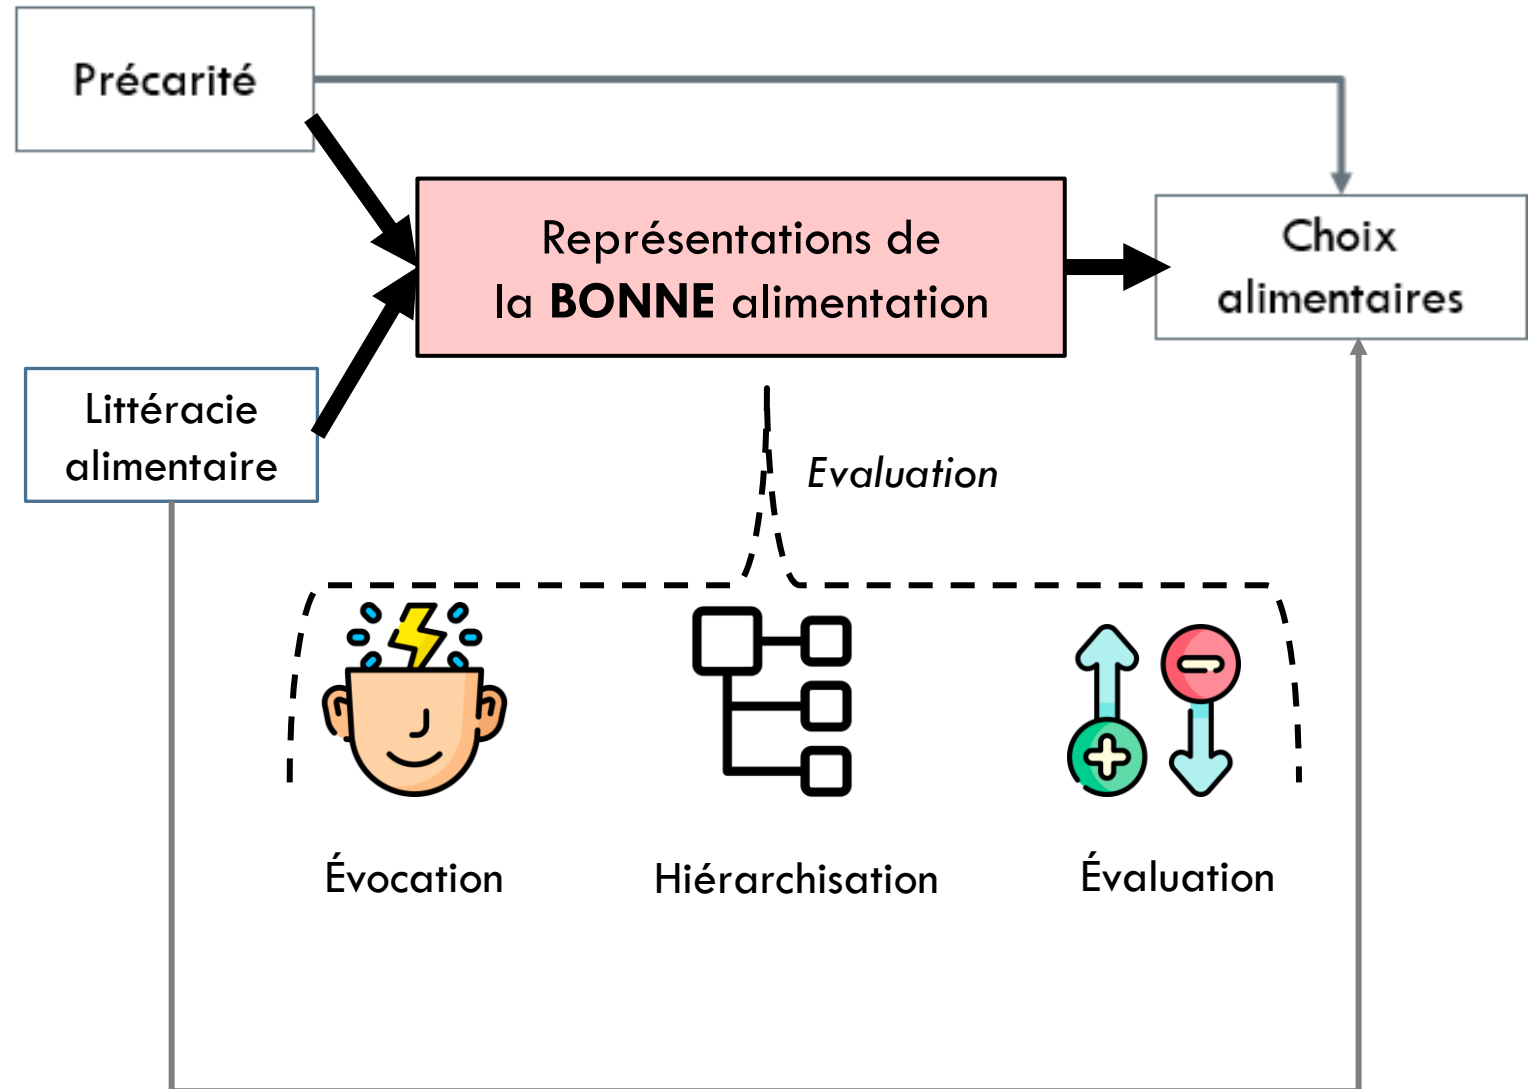 Précarité
Représentations de
la BONNE alimentation
Choix
alimentaires
Littéracie
alimentaire
Evaluation
Évocation
Hiérarchisation
Évaluation